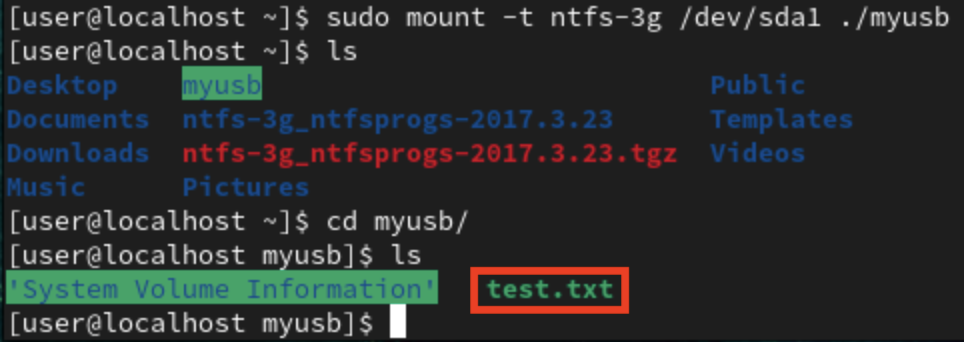 [user@localhost ~]$ sudo mount -t ntfs-3g /dev/sda1 ./myusb
[user@localhost ~]$ ls
Desktop myusb Public
Documents ntfs-3g_ntfsprogs-2017.3.23 Templates
Downloads ntfs-3g_ntfsprogs-2017.3.23.tgz Videos
Music Pictures
[user@localhost ~]$ cd myusb/
[user@localhost myusb]$ ls
'System Volume Information' test.txt
[user@localhost myusb]$